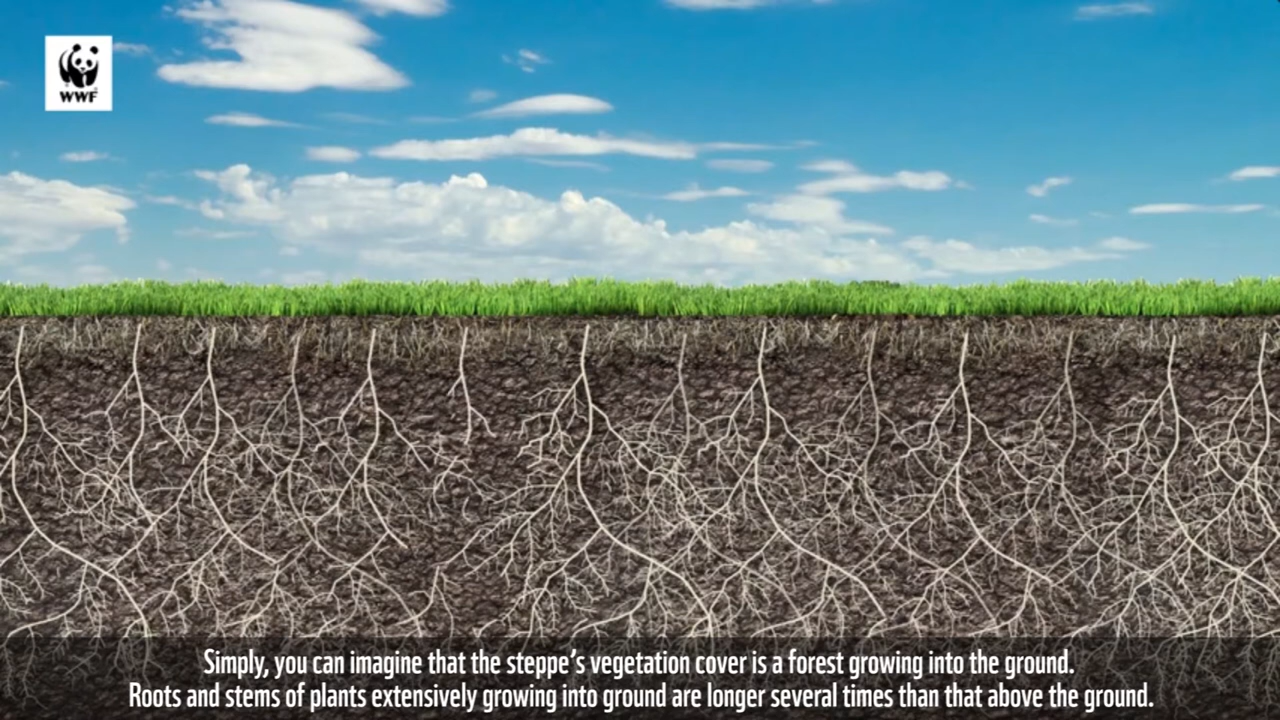 WWF
Simply, you can imagine that the steppe's vegetation cover is a forest growing into the ground.
Roots and stems of plants extensively growing into ground are longer several times than that above the ground.